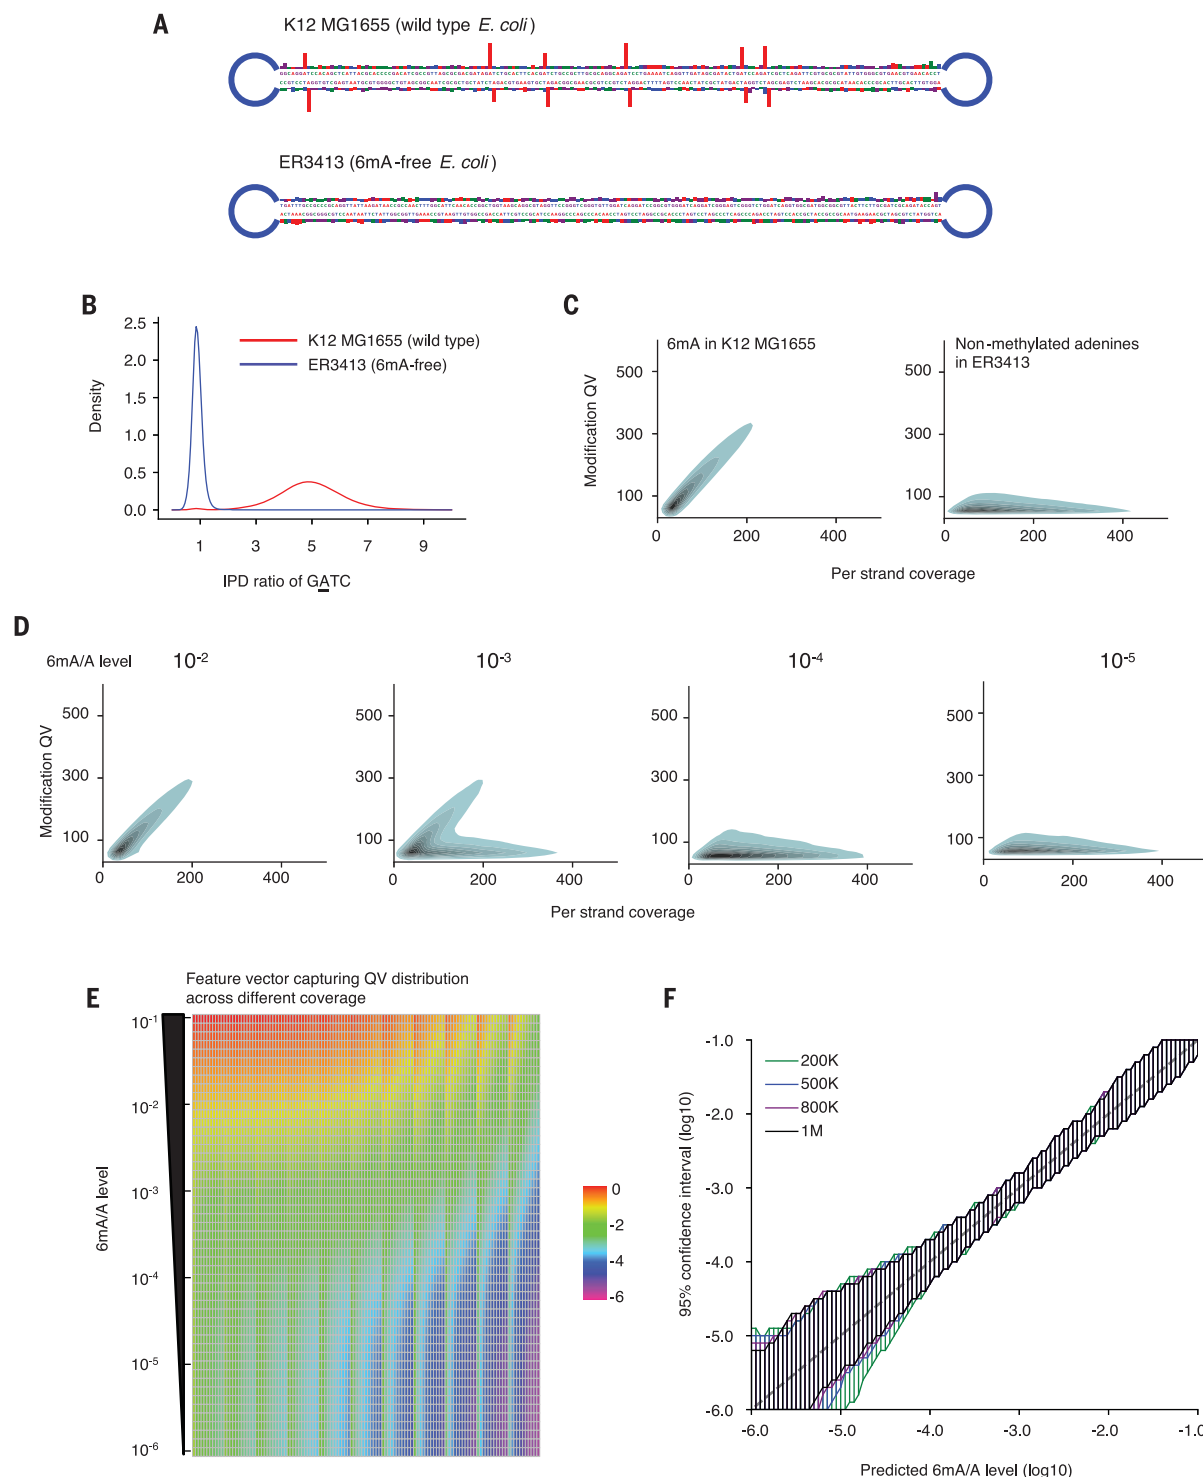 A
K12 MG1655 (wild type E. coli)
ER3413 (6mA-free E. coli)
B
2.5
2.0
1.5
1.0
0.5
0.0
Density
K12 MG1655 (wild type)
ER3413 (6mA-free)
1 3 5 7 9
IPD ratio of GATC
C
6mA in K12 MG1655
500
300
100
Modification QV
0 200 400
Non-methylated adenines
in ER3413
500
300
100
0 200 400
Per strand coverage
D
6mA/A level
10-2 10-3 10-4 10-5
Modification QV
500 500 500 500
300 300 300 300
100 100 100 100
0 200 400 0 200 400 0 200 400 0 200 400
Per strand coverage
E
Feature vector capturing QV distribution
across different coverage
10-1
10-2
10-3
10-4
10-5
10-6
6mA/A level
0
-2
-4
-6
F
-1.0
-2.0
-3.0
-4.0
-5.0
-6.0
95% confidence interval (log10)
200K
500K
800K
1M
-6.0 -5.0 -4.0 -3.0 -2.0 -1.0
Predicted 6mA/A level (log10)